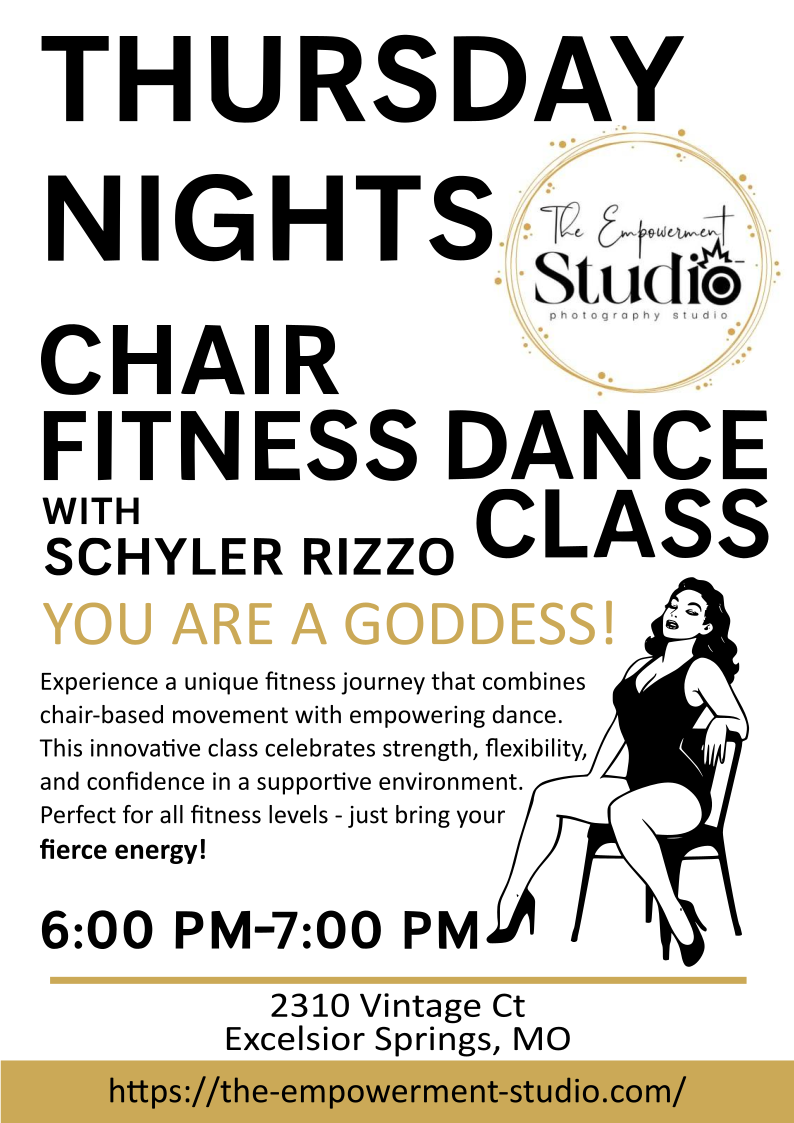 THURSDAY
NIGHTS
The Empowerment
Studio
photography studio
CHAIR
FITNESS DANCE
CLASS
WITH
SCHYLER RIZZO
YOU ARE A GODDESS!
Experience a unique fitness journey that combines
chair-based movement with empowering dance.
This innovative class celebrates strength, flexibility,
and confidence in a supportive environment.
Perfect for all fitness levels - just bring your
fierce energy!
6:00 PM-7:00 PM
2310 Vintage Ct
Excelsior Springs, MO
https://the-empowerment-studio.com/